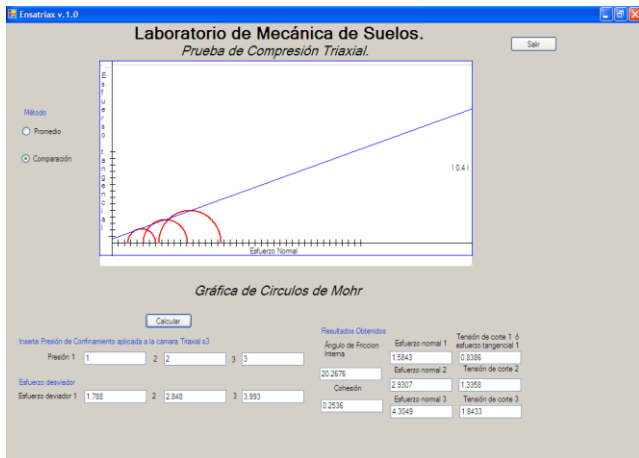 Ensatriax v.1.0
Laboratorio de Mecánica de Suelos.
Prueba de Compresión Triaxial.
Salir
Esfuerzo tangencial
Método
Promedio
Comparación
| 0.4 |
Esfuerzo Normal
Gráfica de Circulos de Mohr
Calcular
Inserte Presión de Confinamiento aplicada a la camara Triaxial s3
Presión 1 1 2 2 3 3
Esfuerzo desviador
Esfuerzo deviador 1 1.788 2 2.848 3 3.993
Resultados Obtenidos
Ángulo de Friccion Interna
20.2676
Cohesión
0.2536
Esfuerzo normal 1
1.5843
Esfuerzo normal 2
2.9307
Esfuerzo normal 3
4.3049
Tensión de corte 1 ó
esfuerzo tangencial 1
0.8386
Tensión de corte 2
1.3358
Tensión de corte 3
1.8433